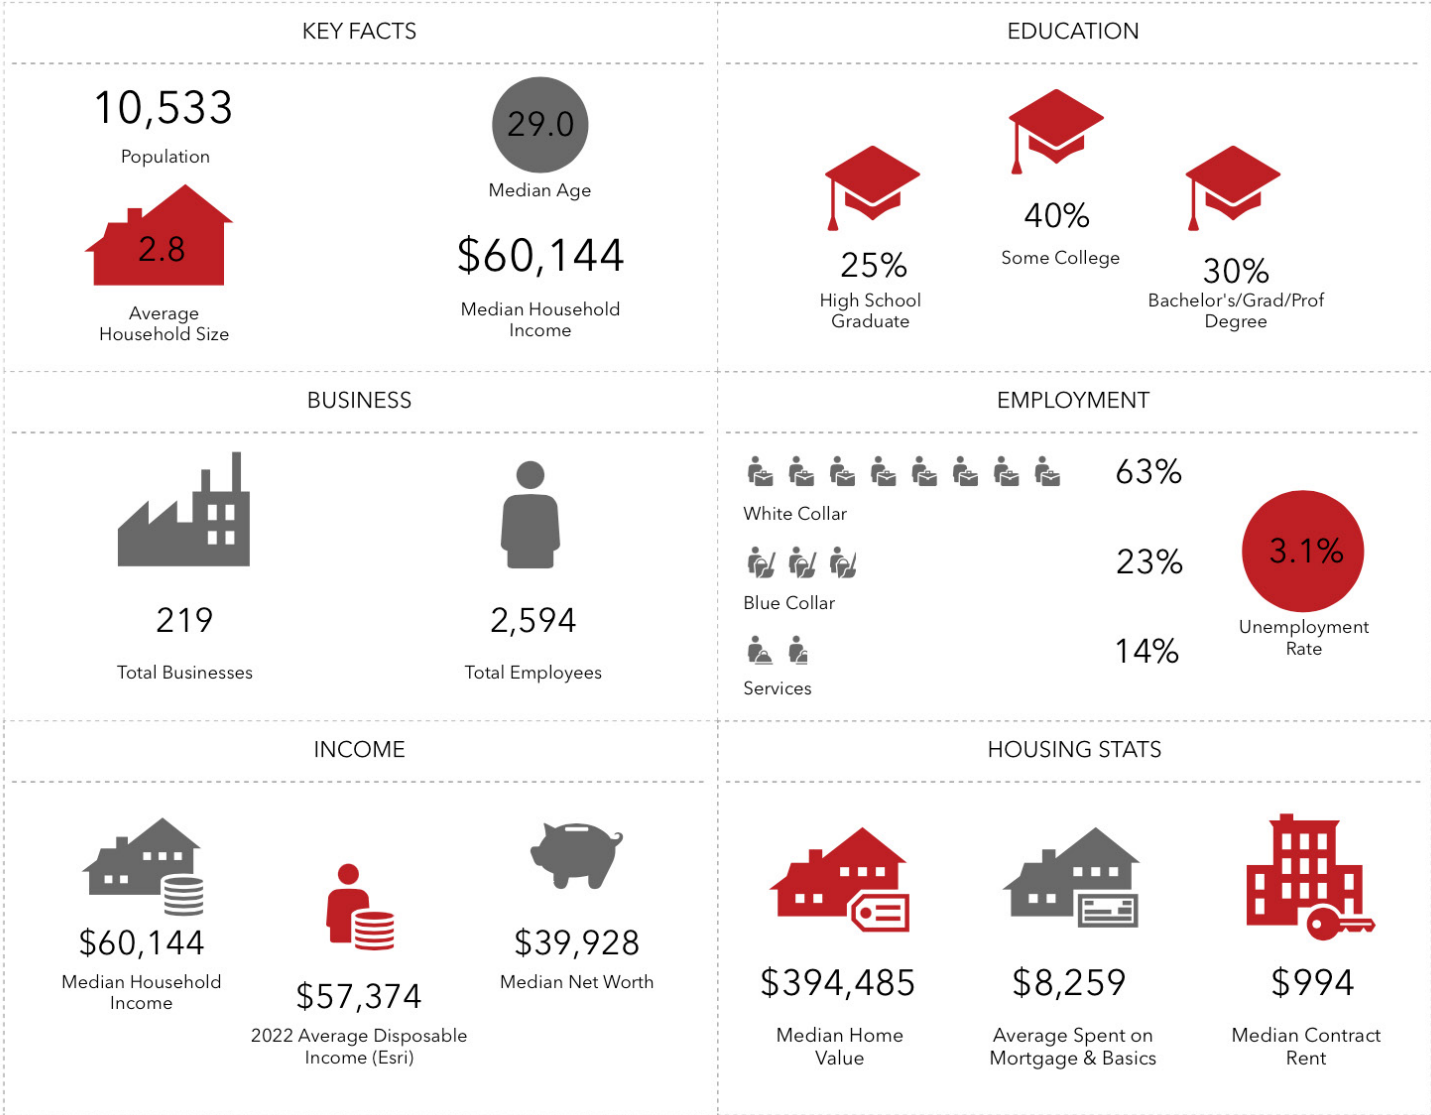 KEY FACTS
10,533
Population
29.0
Median Age
2.8
Average
Household Size
$60,144
Median Household
Income
EDUCATION
25%
High School
Graduate
40%
Some College
30%
Bachelor's/Grad/Prof
Degree
BUSINESS
219
Total Businesses
2,594
Total Employees
EMPLOYMENT
63%
White Collar
23%
Blue Collar
14%
Services
3.1%
Unemployment
Rate
INCOME
$60,144
Median Household
Income
$57,374
2022 Average Disposable
Income (Esri)
$39,928
Median Net Worth
HOUSING STATS
$394,485
Median Home
Value
$8,259
Average Spent on
Mortgage & Basics
$994
Median Contract
Rent